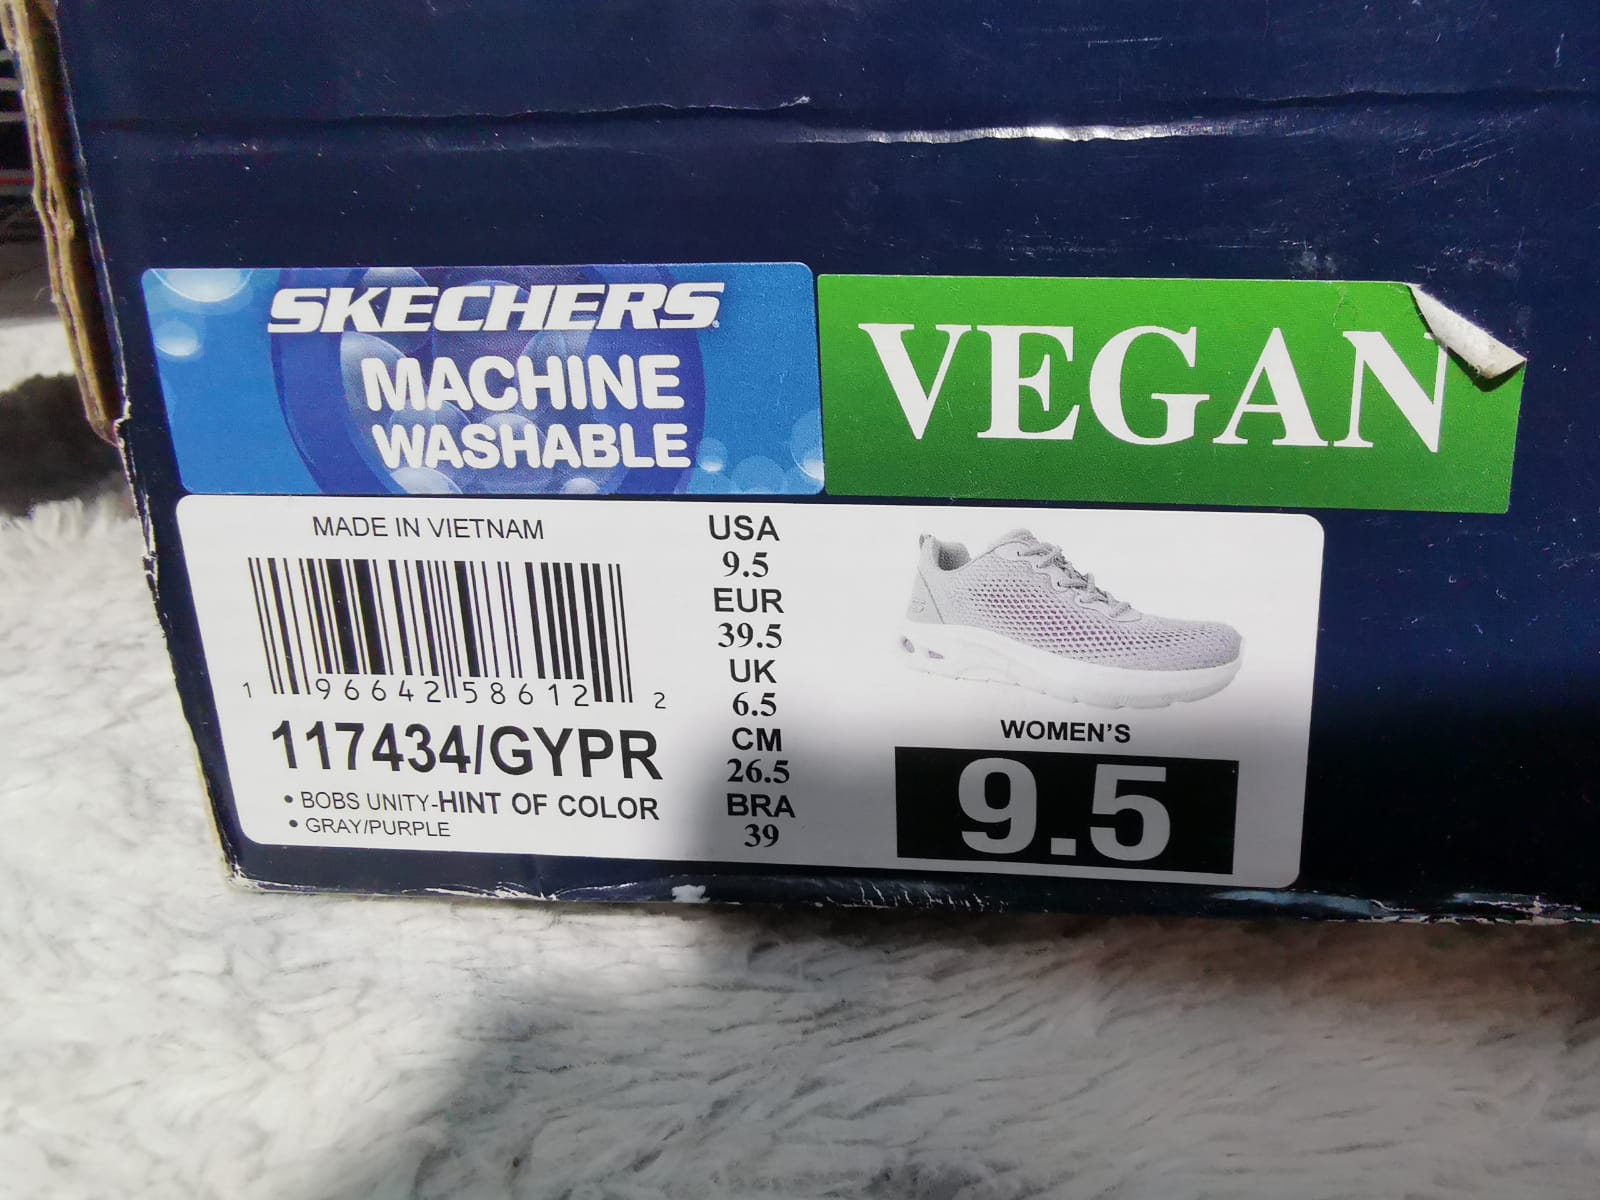 SKECHERS
MACHINE
WASHABLE
VEGAN
MADE IN VIETNAM
1 96642 58612 2
117434/GYPR
• BOBS UNITY-HINT OF COLOR
• GRAY/PURPLE
USA
9.5
EUR
39.5
UK
6.5
CM
26.5
BRA
39
WOMEN'S
9.5